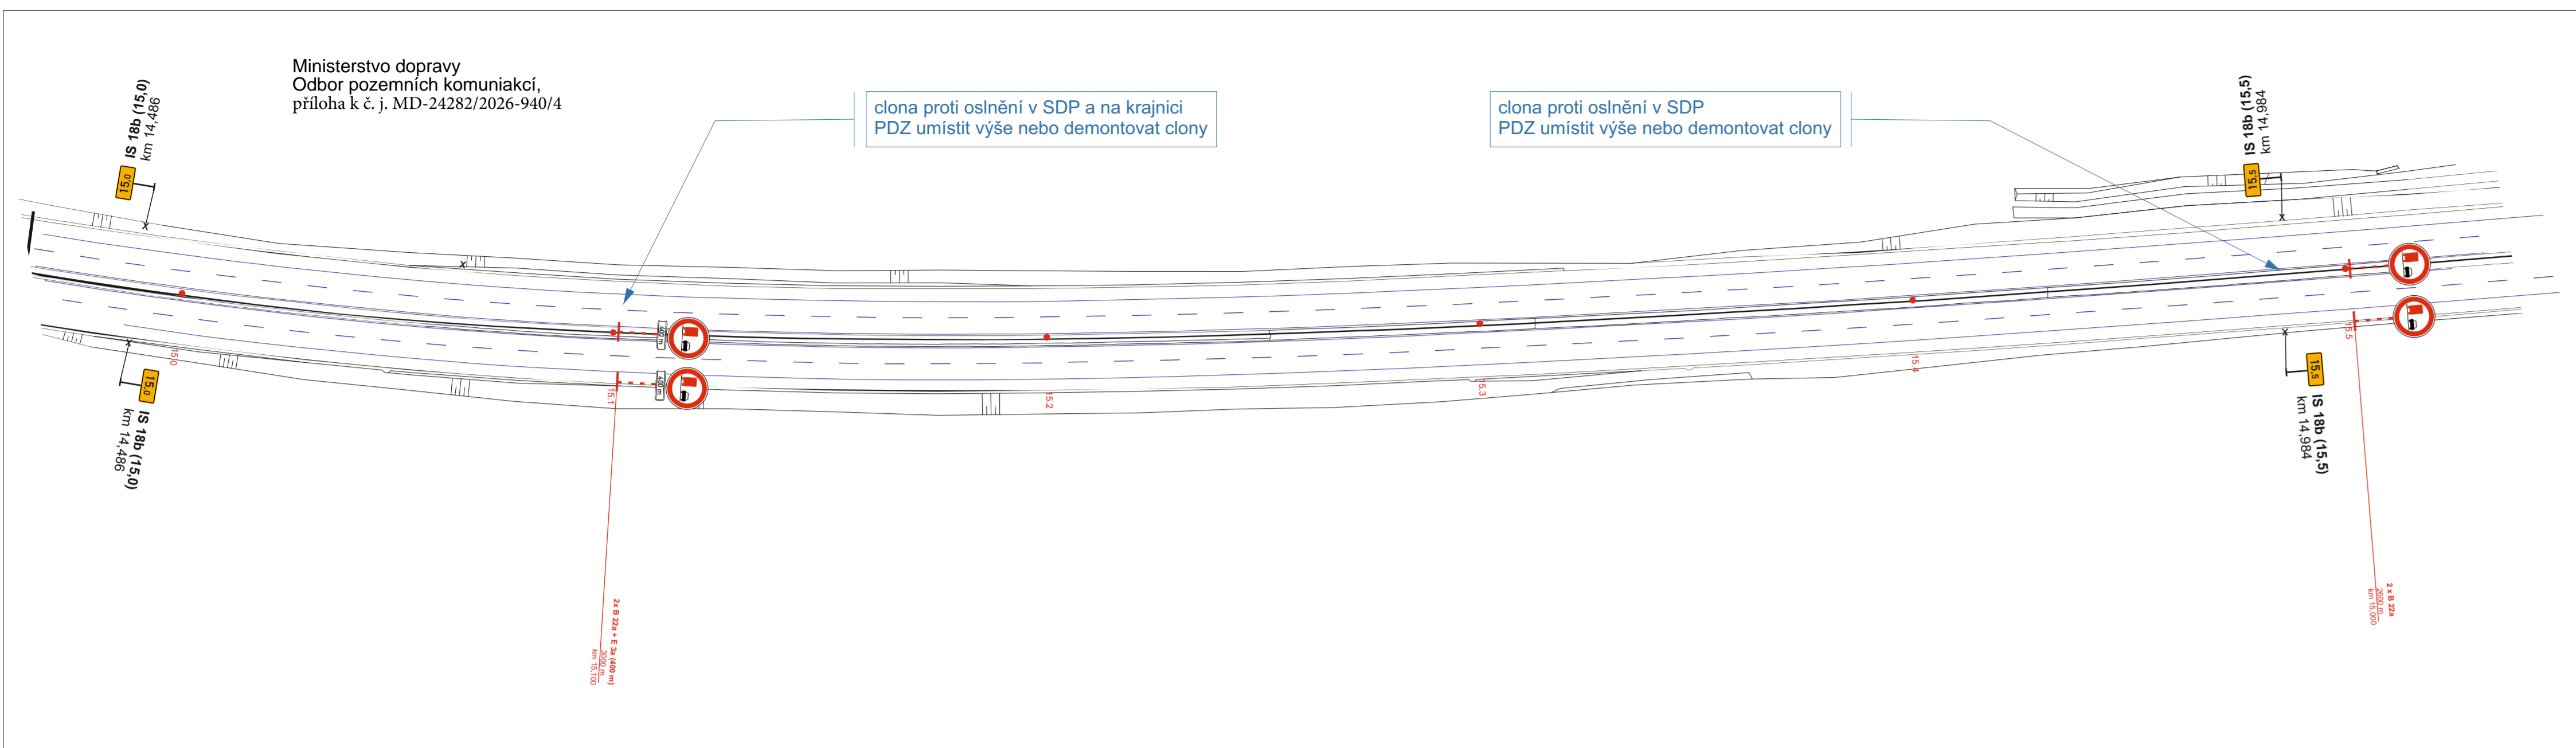 Ministerstvo dopravy
Odbor pozemních komuniakcí,
příloha k č. j. MD-24282/2026-940/4
IS 18b (15,0)
km 14,486
15,0
clona proti oslnění v SDP a na krajnici
PDZ umístit výše nebo demontovat clony
clona proti oslnění v SDP
PDZ umístit výše nebo demontovat clony
IS 18b (15,5)
km 14,984
15,5
400 m
400 m
15.0
15.1
15.2
15.3
15.4
15.5
15,0
IS 18b (15,0)
km 14,486
15,5
IS 18b (15,5)
km 14,984
2x B 22a + E 3a (400 m)
3000 m
km 15,100
2 x B 22a
2600 m
km 15,000